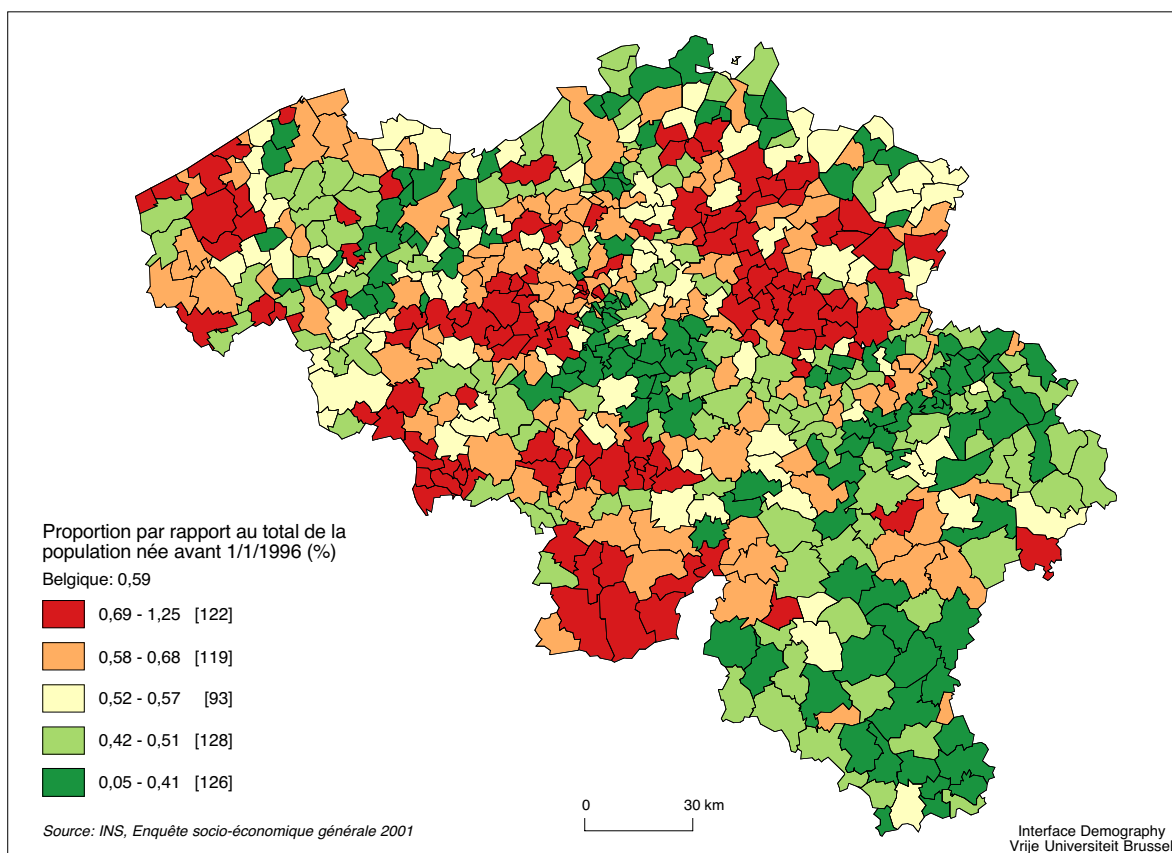 Proportion par rapport au total de la
population née avant 1/1/1996 (%)
Belgique: 0,59
0,69 - 1,25 [122]
0,58 - 0,68 [119]
0,52 - 0,57 [93]
0,42 - 0,51 [128]
0,05 - 0,41 [126]
Source: INS, Enquête socio-économique générale 2001
0 30 km
Interface Demography
Vrije Universiteit Brussel